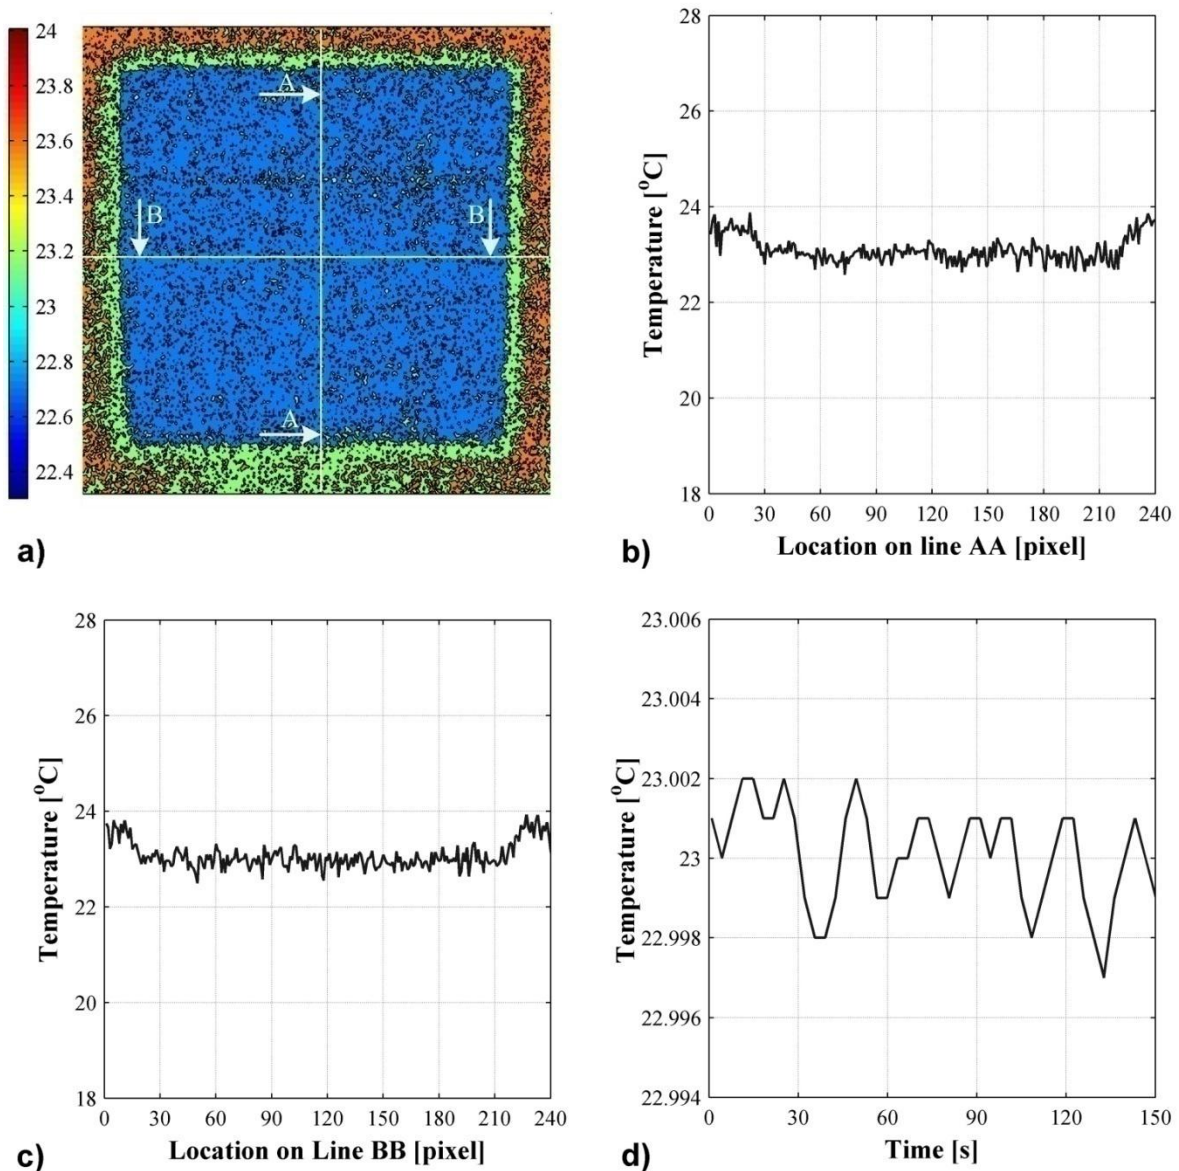 24
23.8
23.6
23.4
23.2
23
22.8
22.6
22.4
A
B
B
A
a)
28
26
24
22
20
18
Temperature [°C]
0 30 60 90 120 150 180 210 240
Location on line AA [pixel]
b)
28
26
24
22
20
18
Temperature [°C]
0 30 60 90 120 150 180 210 240
Location on Line BB [pixel]
c)
23.006
23.004
23.002
23
22.998
22.996
22.994
Temperature [°C]
0 30 60 90 120 150
Time [s]
d)